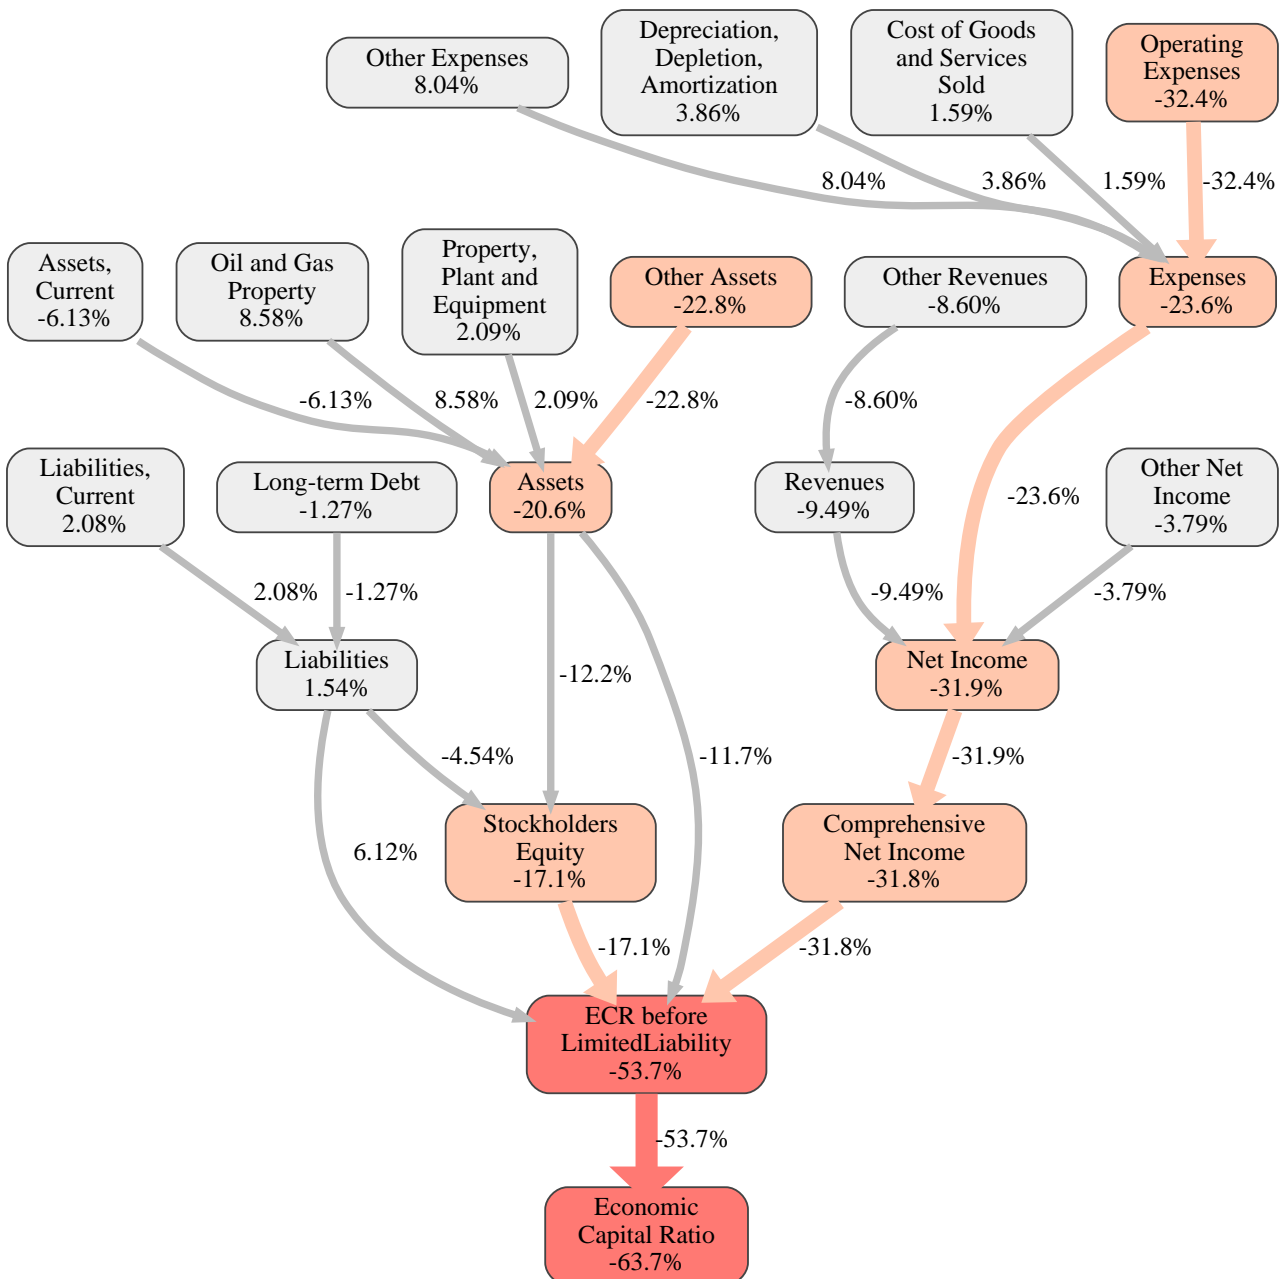 Other Expenses
8.04%
Depreciation,
Depletion,
Amortization
3.86%
Cost of Goods
and Services
Sold
1.59%
Operating
Expenses
-32.4%
8.04%
3.86%
1.59%
-32.4%
Assets,
Current
-6.13%
Oil and Gas
Property
8.58%
Property,
Plant and
Equipment
2.09%
Other Assets
-22.8%
Other Revenues
-8.60%
Expenses
-23.6%
-6.13%
8.58%
2.09%
-22.8%
-8.60%
Liabilities,
Current
2.08%
Long-term Debt
-1.27%
Assets
-20.6%
Revenues
-9.49%
-23.6%
Other Net
Income
-3.79%
2.08%
-1.27%
-9.49%
-3.79%
Liabilities
1.54%
-12.2%
Net Income
-31.9%
-4.54%
-11.7%
-31.9%
6.12%
Stockholders
Equity
-17.1%
Comprehensive
Net Income
-31.8%
-17.1%
-31.8%
ECR before
LimitedLiability
-53.7%
-53.7%
Economic
Capital Ratio
-63.7%